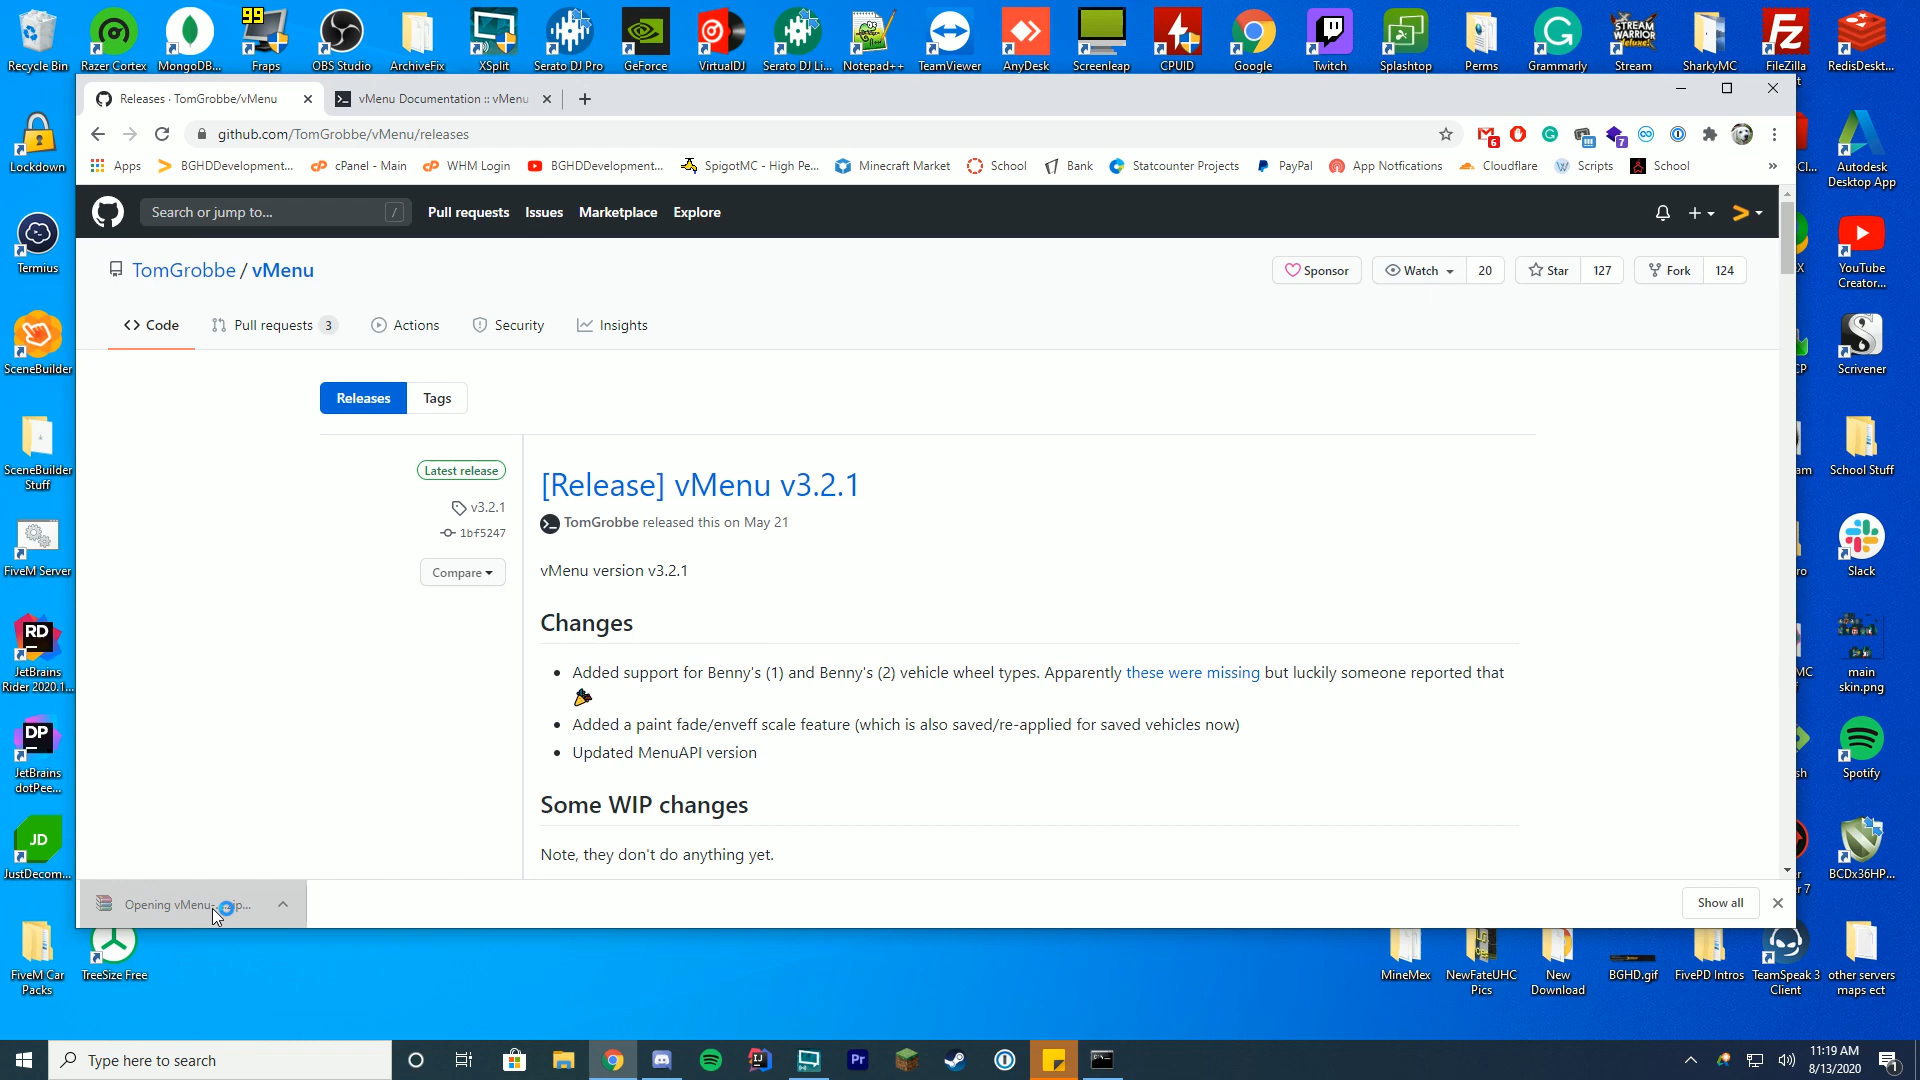 Recycle Bin
Razer Cortex
MongoDB...
99
Fraps
OBS Studio
ArchiveFix
XSplit
Serato DJ Pro
GeForce
VirtualDJ
Serato DJ Li...
Notepad++
TeamViewer
AnyDesk
Screenleap
CPUID
Google
Twitch
Splashtop
Perms
Grammarly
Stream
SharkyMC
FileZilla
RedisDeskt...
Releases · TomGrobbe/vMenu
vMenu Documentation :: vMenu
github.com/TomGrobbe/vMenu/releases
Apps
BGHDDevelopment...
cPanel - Main
WHM Login
BGHDDevelopment...
SpigotMC - High Pe...
Minecraft Market
School
Bank
Statcounter Projects
PayPal
App Notfications
Cloudflare
Scripts
School
Search or jump to...
/
Pull requests
Issues
Marketplace
Explore
TomGrobbe / vMenu
Sponsor
Watch
20
Star
127
Fork
124
Code
Pull requests 3
Actions
Security
Insights
Releases
Tags
Latest release
v3.2.1
1bf5247
Compare
[Release] vMenu v3.2.1
TomGrobbe released this on May 21
vMenu version v3.2.1
Changes
Added support for Benny's (1) and Benny's (2) vehicle wheel types. Apparently these were missing but luckily someone reported that
Added a paint fade/enveff scale feature (which is also saved/re-applied for saved vehicles now)
Updated MenuAPI version
Some WIP changes
Note, they don't do anything yet.
Show all
Lockdown
Termius
SceneBuilder
SceneBuilder
Stuff
FiveM Server
RD
JetBrains
Rider 2020.1...
DP
JetBrains
dotPee...
JD
JustDecom...
FiveM Car
Packs
TreeSize Free
Autodesk
Desktop App
YouTube
Creator...
Scrivener
School Stuff
Slack
main
skin.png
Spotify
BCDx36HP...
MineMex
NewFateUHC
Pics
New
Download
BGHD.gif
FivePD Intros
TeamSpeak 3
Client
other servers
maps ect
Type here to search
Pr
11:19 AM
8/13/2020
1